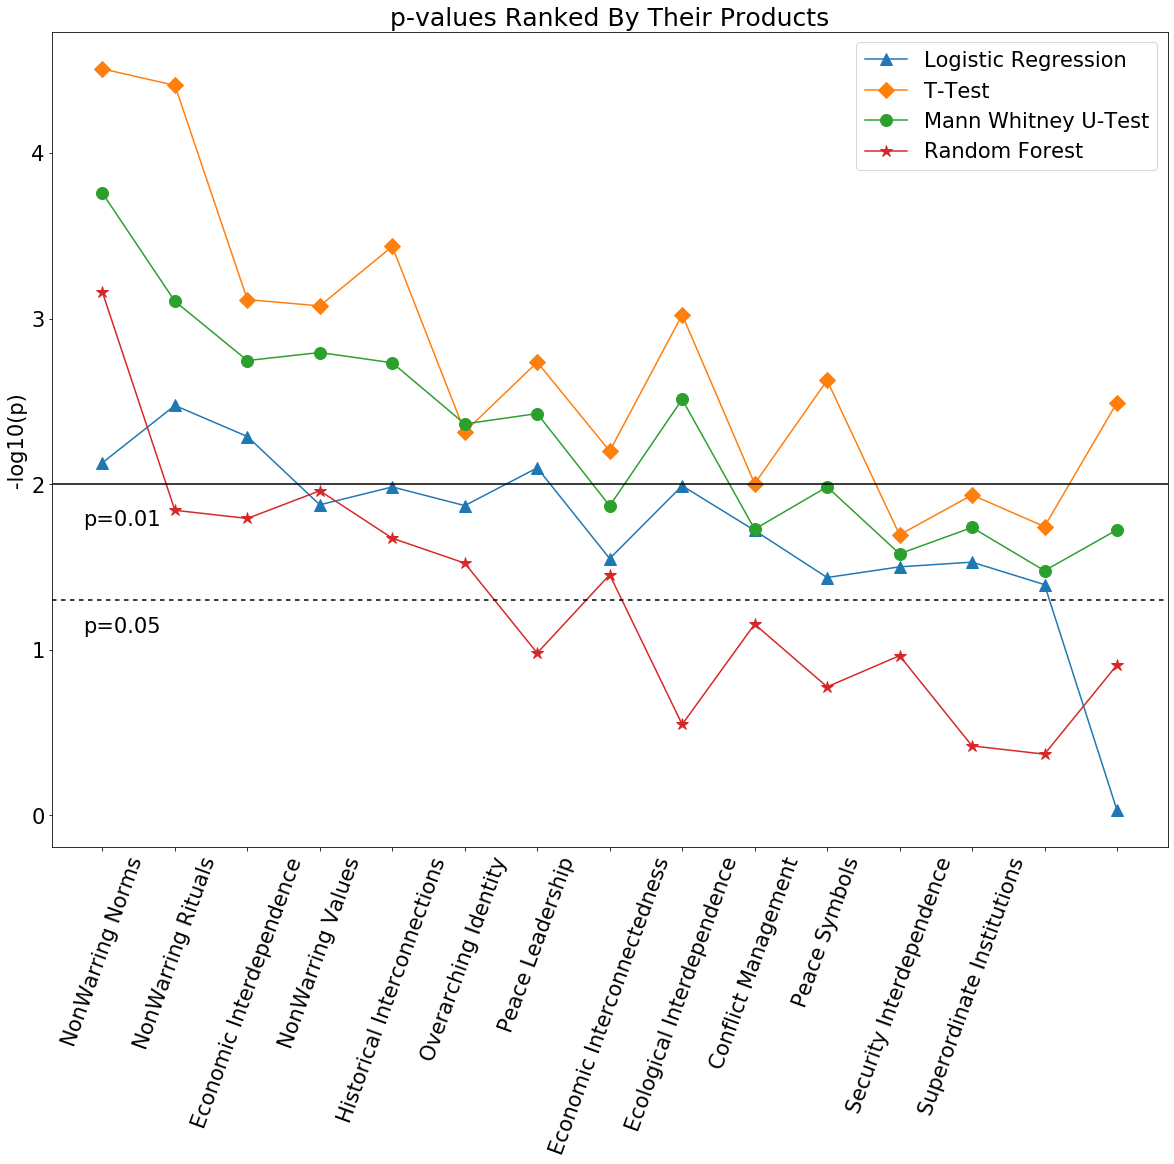 p-values Ranked By Their Products
Logistic Regression
T-Test
Mann Whitney U-Test
Random Forest
-log10(p)
4
3
2
1
0
p=0.01
p=0.05
NonWarring Norms
NonWarring Rituals
Economic Interdependence
NonWarring Values
Historical Interconnections
Overarching Identity
Peace Leadership
Economic Interconnectedness
Ecological Interdependence
Conflict Management
Peace Symbols
Security Interdependence
Superordinate Institutions